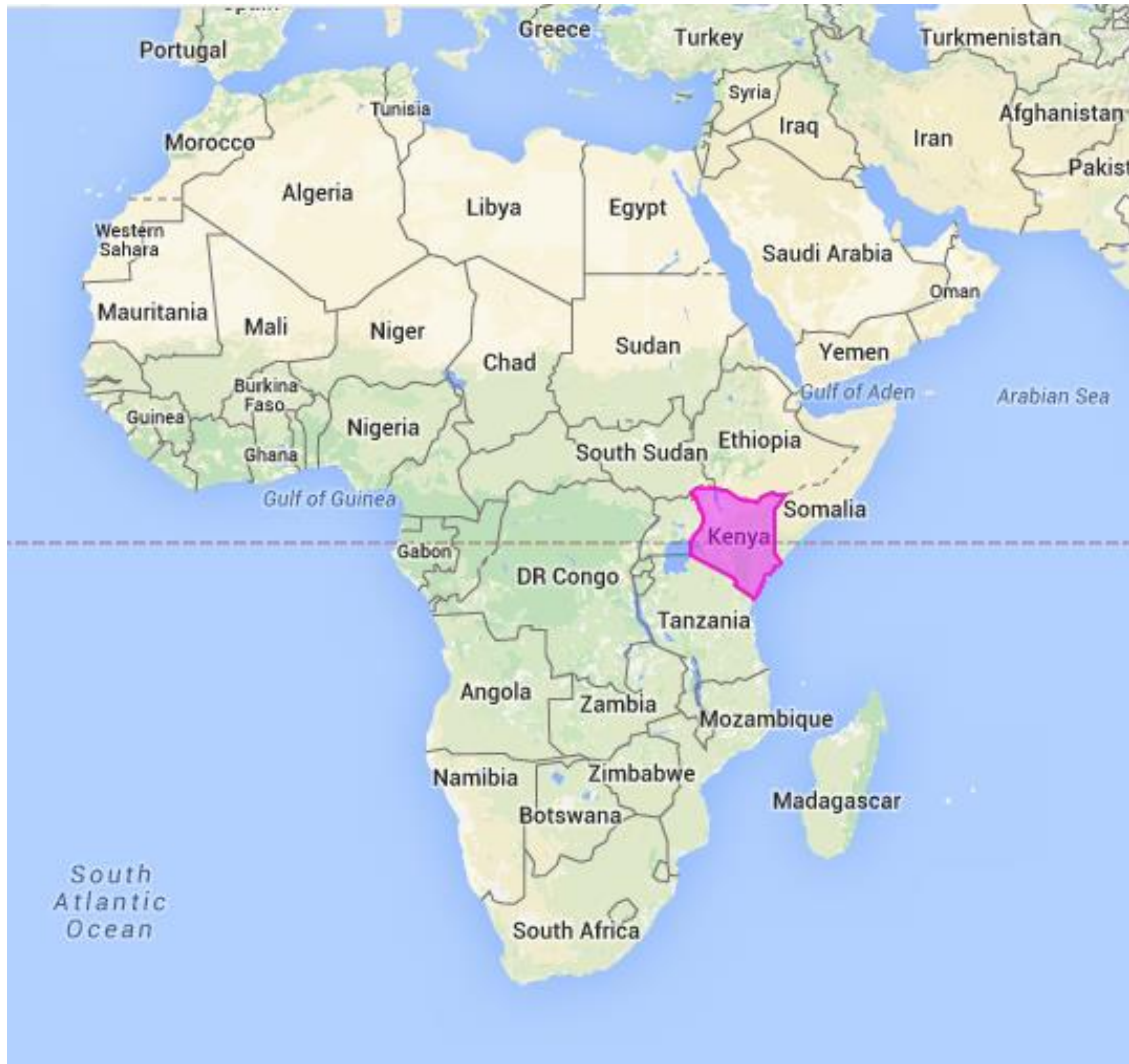 Portugal
Greece
Turkey
Turkmenistan
Syria
Afghanistan
Tunisia
Iraq
Iran
Morocco
Algeria
Libya
Egypt
Western
Sahara
Saudi Arabia
Oman
Mauritania
Mali
Niger
Chad
Sudan
Yemen
Burkina
Faso
Gulf of Aden
Arabian Sea
Guinea
Nigeria
Ethiopia
Ghana
South Sudan
Gulf of Guinea
Somalia
Kenya
Gabon
DR Congo
Tanzania
Angola
Zambia
Mozambique
Namibia
Zimbabwe
Madagascar
Botswana
South
Atlantic
Ocean
South Africa